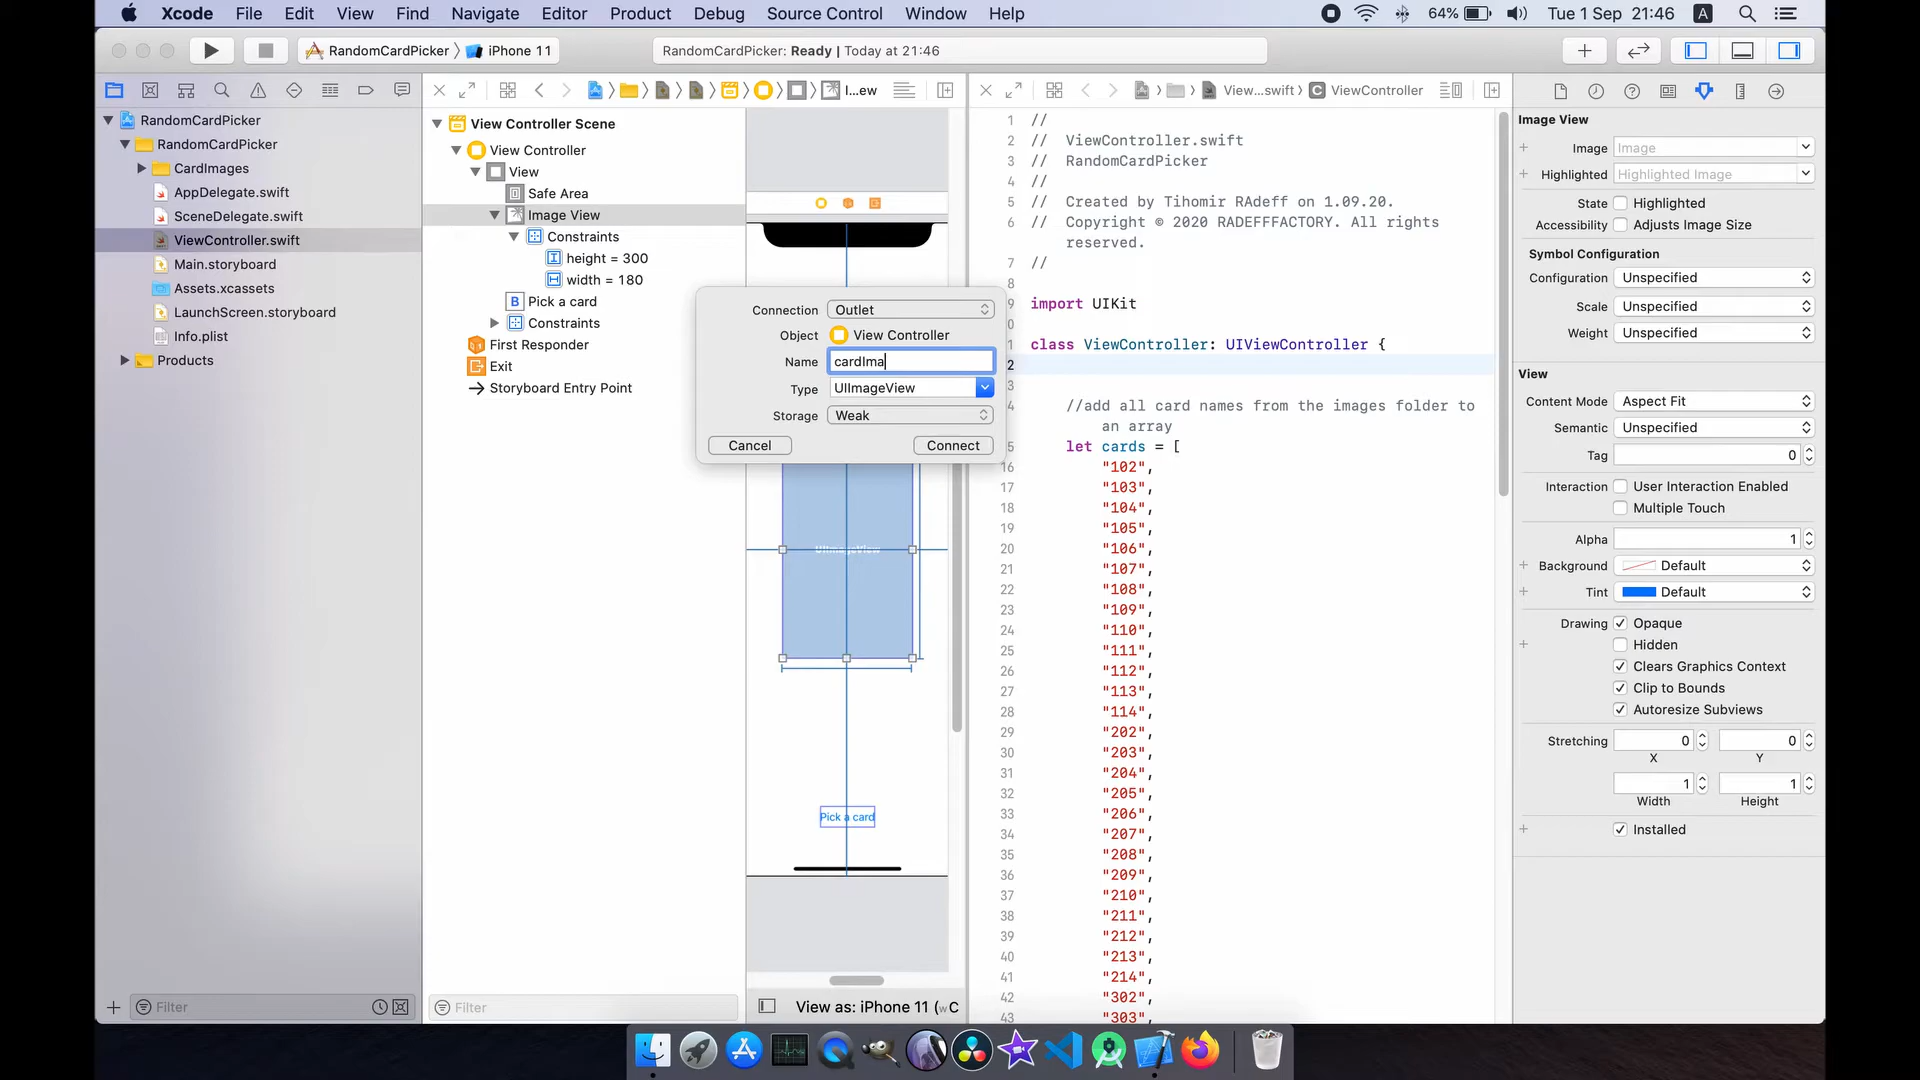 Xcode File Edit View Find Navigate Editor Product Debug Source Control Window Help 64% Tue 1 Sep 21:46 A
RandomCardPicker iPhone 11
RandomCardPicker: Ready | Today at 21:46
I...ew
View...swift
ViewController
RandomCardPicker
RandomCardPicker
CardImages
AppDelegate.swift
SceneDelegate.swift
ViewController.swift
Main.storyboard
Assets.xcassets
LaunchScreen.storyboard
Info.plist
Products
Filter
View Controller Scene
View Controller
View
Safe Area
Image View
Constraints
height = 300
width = 180
B Pick a card
Constraints
First Responder
Exit
Storyboard Entry Point
Filter
Connection Outlet
Object View Controller
Name cardIma
Type UIImageView
Storage Weak
Cancel Connect
UIImageView
Pick a card
View as: iPhone 11 (wC
1 //
2 // ViewController.swift
3 // RandomCardPicker
4 //
5 // Created by Tihomir RAdeff on 1.09.20.
6 // Copyright © 2020 RADEFFFACTORY. All rights
reserved.
7 //
8
9 import UIKit
0
1 class ViewController: UIViewController {
2
3
4 //add all card names from the images folder to
an array
5 let cards = [
16 "102",
17 "103",
18 "104",
19 "105",
20 "106",
21 "107",
22 "108",
23 "109",
24 "110",
25 "111",
26 "112",
27 "113",
28 "114",
29 "202",
30 "203",
31 "204",
32 "205",
33 "206",
34 "207",
35 "208",
36 "209",
37 "210",
38 "211",
39 "212",
40 "213",
41 "214",
42 "302",
43 "303",
Image View
Image Image
Highlighted Highlighted Image
State Highlighted
Accessibility Adjusts Image Size
Symbol Configuration
Configuration Unspecified
Scale Unspecified
Weight Unspecified
View
Content Mode Aspect Fit
Semantic Unspecified
Tag 0
Interaction User Interaction Enabled
Multiple Touch
Alpha 1
Background Default
Tint Default
Drawing Opaque
Hidden
Clears Graphics Context
Clip to Bounds
Autoresize Subviews
Stretching 0 0
X Y
1 1
Width Height
Installed